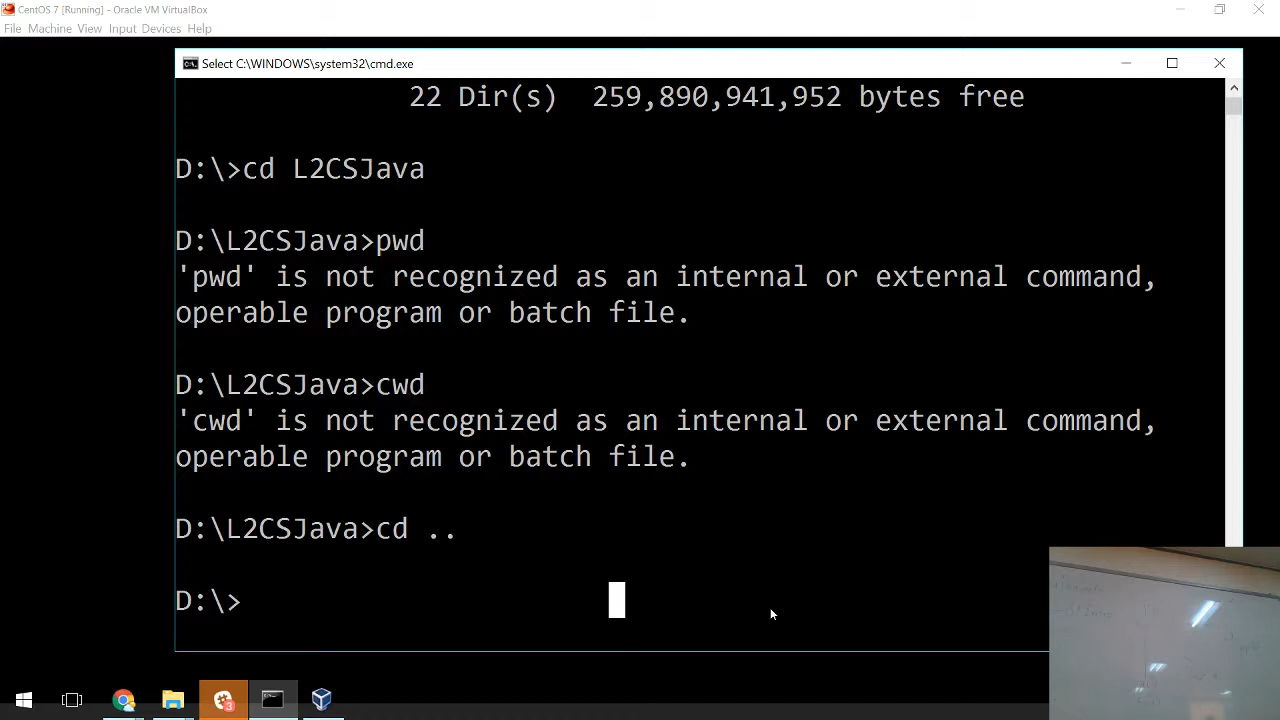 CentOS 7 [Running] - Oracle VM VirtualBox
File Machine View Input Devices Help
Select C:\WINDOWS\system32\cmd.exe
22 Dir(s) 259,890,941,952 bytes free
D:\>cd L2CSJava
D:\L2CSJava>pwd
'pwd' is not recognized as an internal or external command,
operable program or batch file.
D:\L2CSJava>cwd
'cwd' is not recognized as an internal or external command,
operable program or batch file.
D:\L2CSJava>cd ..
D:\>
3